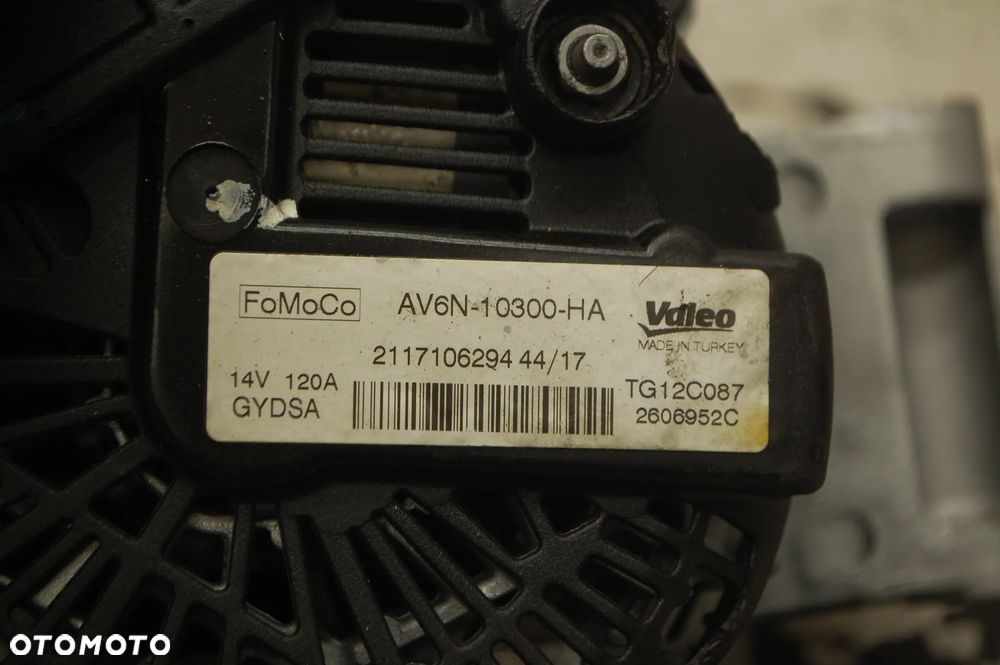 FoMoCo
AV6N-10300-HA
Valeo
MADE IN TURKEY
2117106294 44/17
14V 120A
TG12C087
GYDSA
2606952C
OTOMOTO